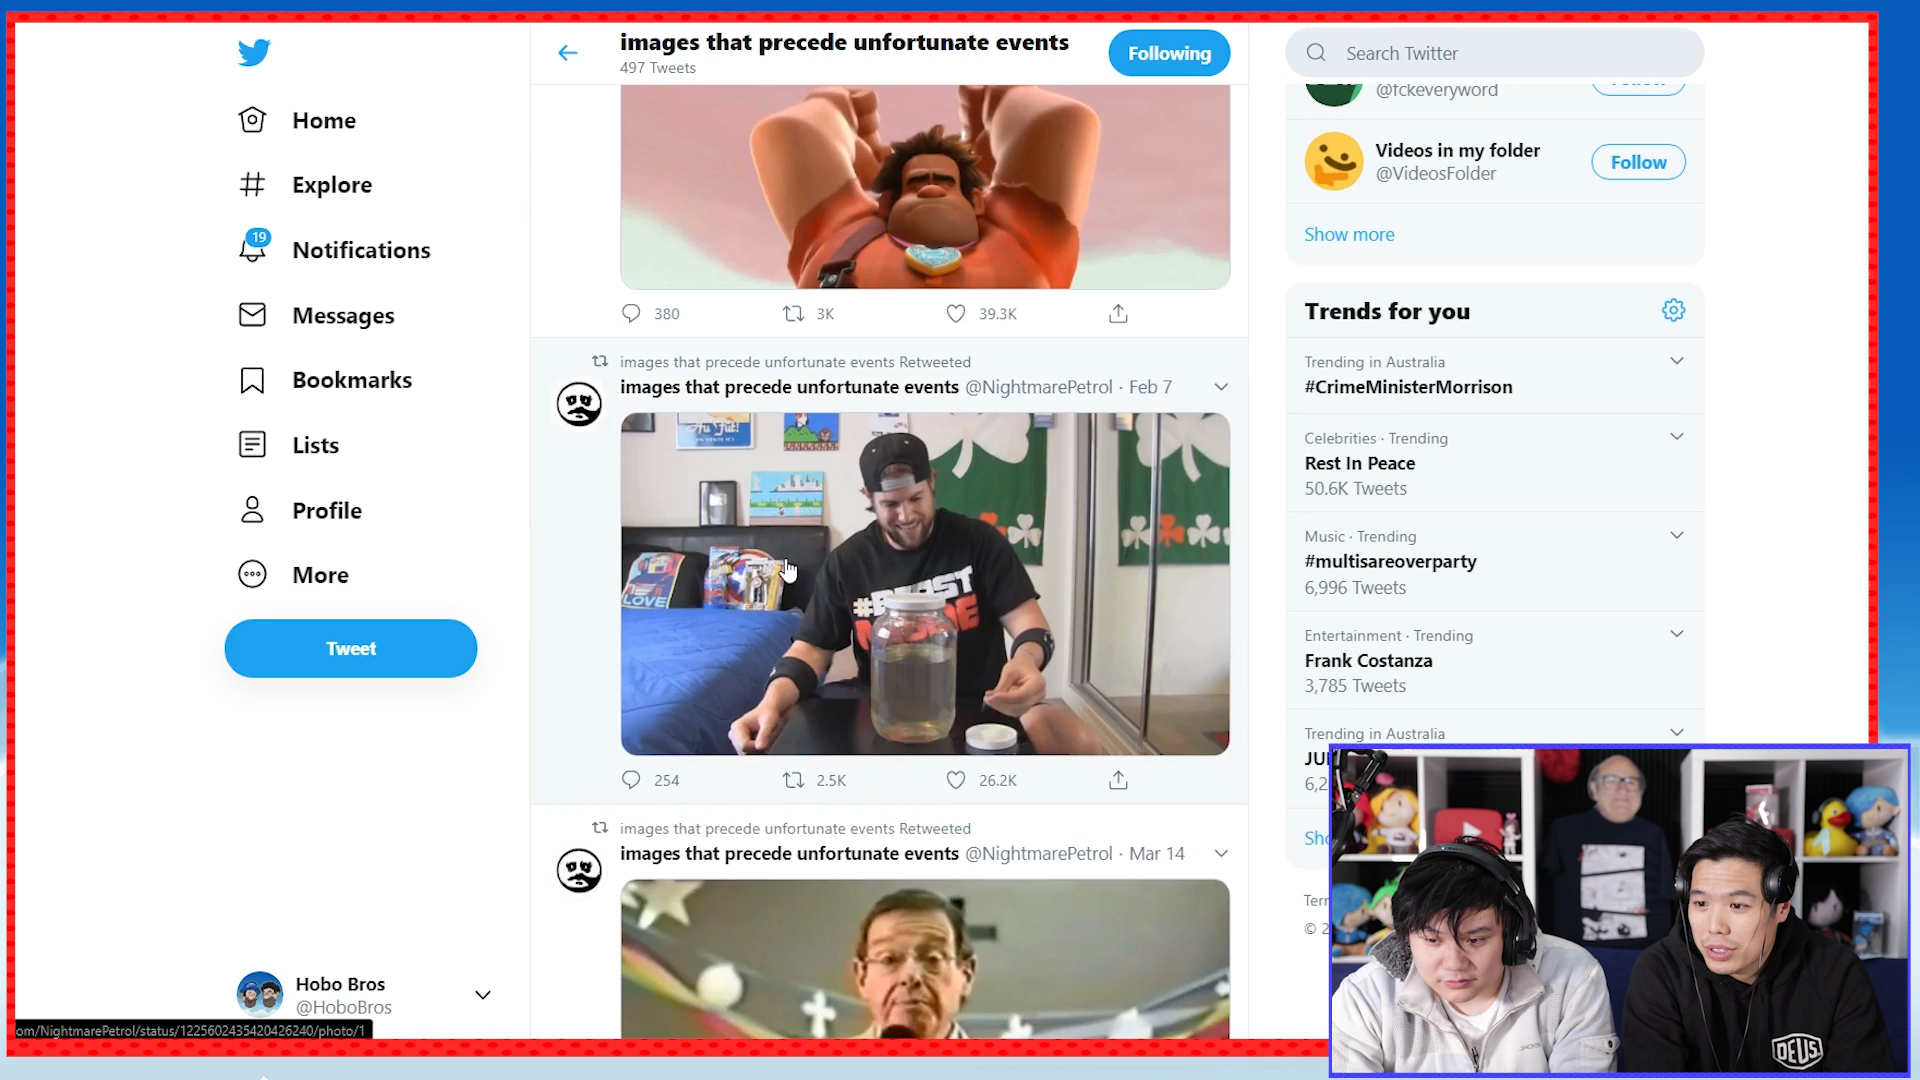 images that precede unfortunate events
497 Tweets
Following
Search Twitter
Home
Explore
19
Notifications
Messages
Bookmarks
Lists
Profile
More
Tweet
Hobo Bros
@HoboBros
om/NightmarePetrol/status/1225602435420426240/photo/1
380
3K
39.3K
images that precede unfortunate events Retweeted
images that precede unfortunate events @NightmarePetrol · Feb 7
LOVE
254
2.5K
26.2K
images that precede unfortunate events Retweeted
images that precede unfortunate events @NightmarePetrol · Mar 14
@fckeveryword
Videos in my folder
@VideosFolder
Follow
Show more
Trends for you
Trending in Australia
#CrimeMinisterMorrison
Celebrities · Trending
Rest In Peace
50.6K Tweets
Music · Trending
#multisareoverparty
6,996 Tweets
Entertainment · Trending
Frank Costanza
3,785 Tweets
Trending in Australia
DEUS